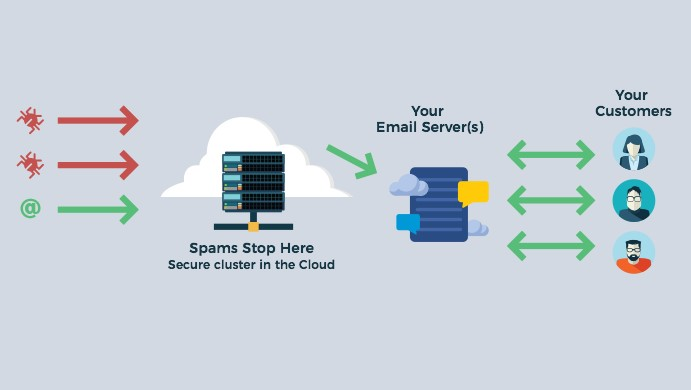 @
Spams Stop Here
Secure cluster in the Cloud
Your
Email Server(s)
Your
Customers